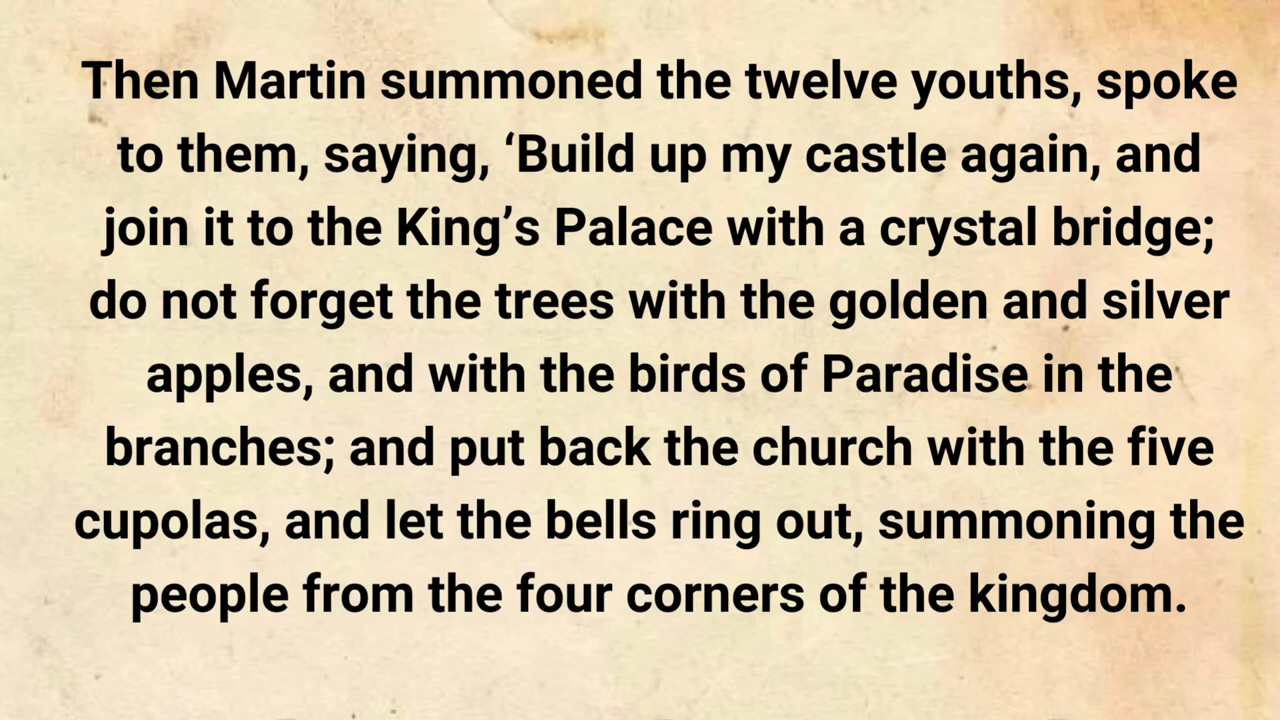 Then Martin summoned the twelve youths, spoke
to them, saying, ‘Build up my castle again, and
join it to the King’s Palace with a crystal bridge;
do not forget the trees with the golden and silver
apples, and with the birds of Paradise in the
branches; and put back the church with the five
cupolas, and let the bells ring out, summoning the
people from the four corners of the kingdom.